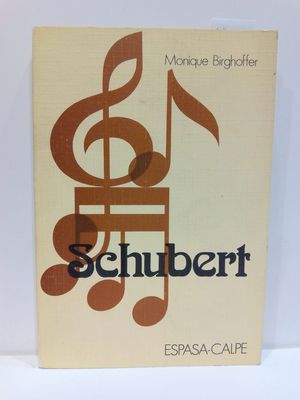 Monique Birghoffer
Schubert
ESPASA-CALPE